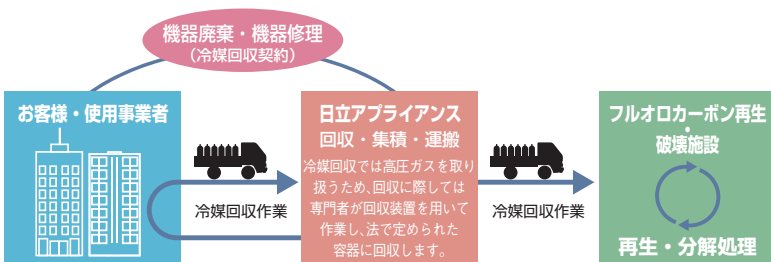 機器廃棄・機器修理
（冷媒回収契約）
お客様・使用事業者
冷媒回収作業
日立アプライアンス
回収・集積・運搬
冷媒回収では高圧ガスを取り
扱うため、回収に際しては
専門者が回収装置を用いて
作業し、法で定められた
容器に回収します。
冷媒回収作業
フルオロカーボン再生
・
破壊施設
再生・分解処理